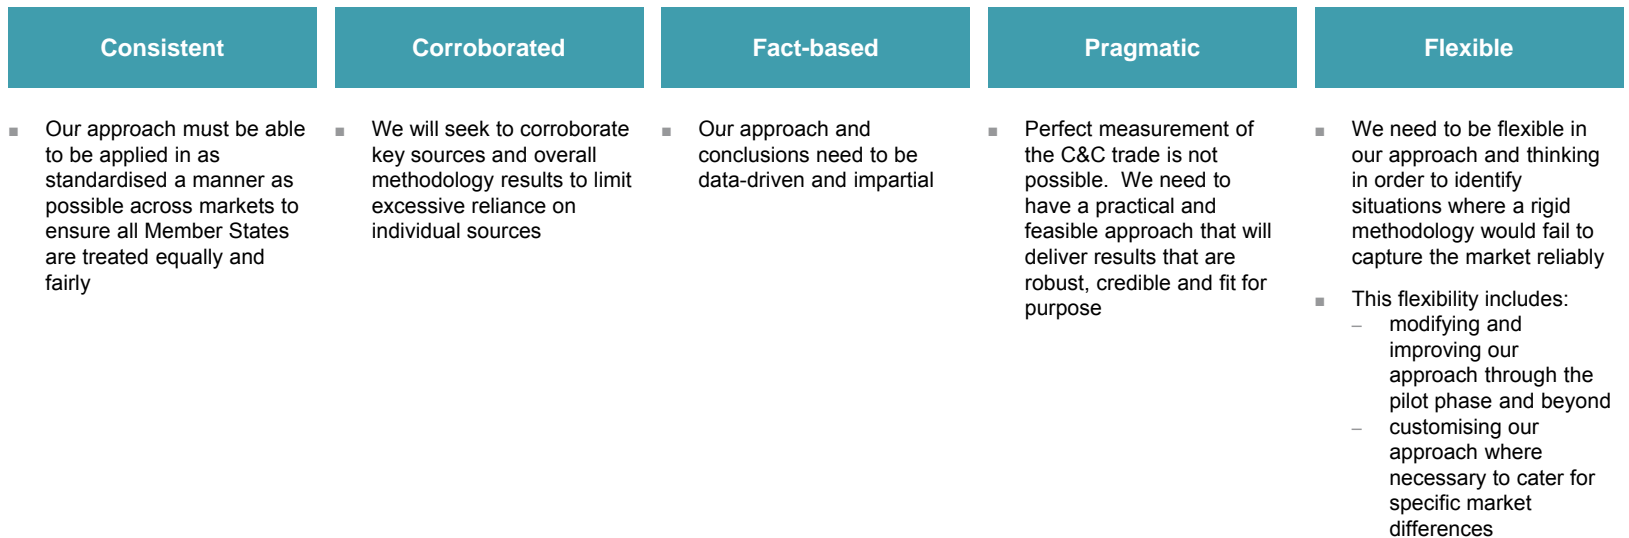 Consistent
■ Our approach must be able
to be applied in as
standardised a manner as
possible across markets to
ensure all Member States
are treated equally and
fairly
Corroborated
■ We will seek to corroborate
key sources and overall
methodology results to limit
excessive reliance on
individual sources
Fact-based
■ Our approach and
conclusions need to be
data-driven and impartial
Pragmatic
■ Perfect measurement of
the C&C trade is not
possible.  We need to
have a practical and
feasible approach that will
deliver results that are
robust, credible and fit for
purpose
Flexible
■ We need to be flexible in
our approach and thinking
in order to identify
situations where a rigid
methodology would fail to
capture the market reliably
■ This flexibility includes:
– modifying and
improving our
approach through the
pilot phase and beyond
– customising our
approach where
necessary to cater for
specific market
differences